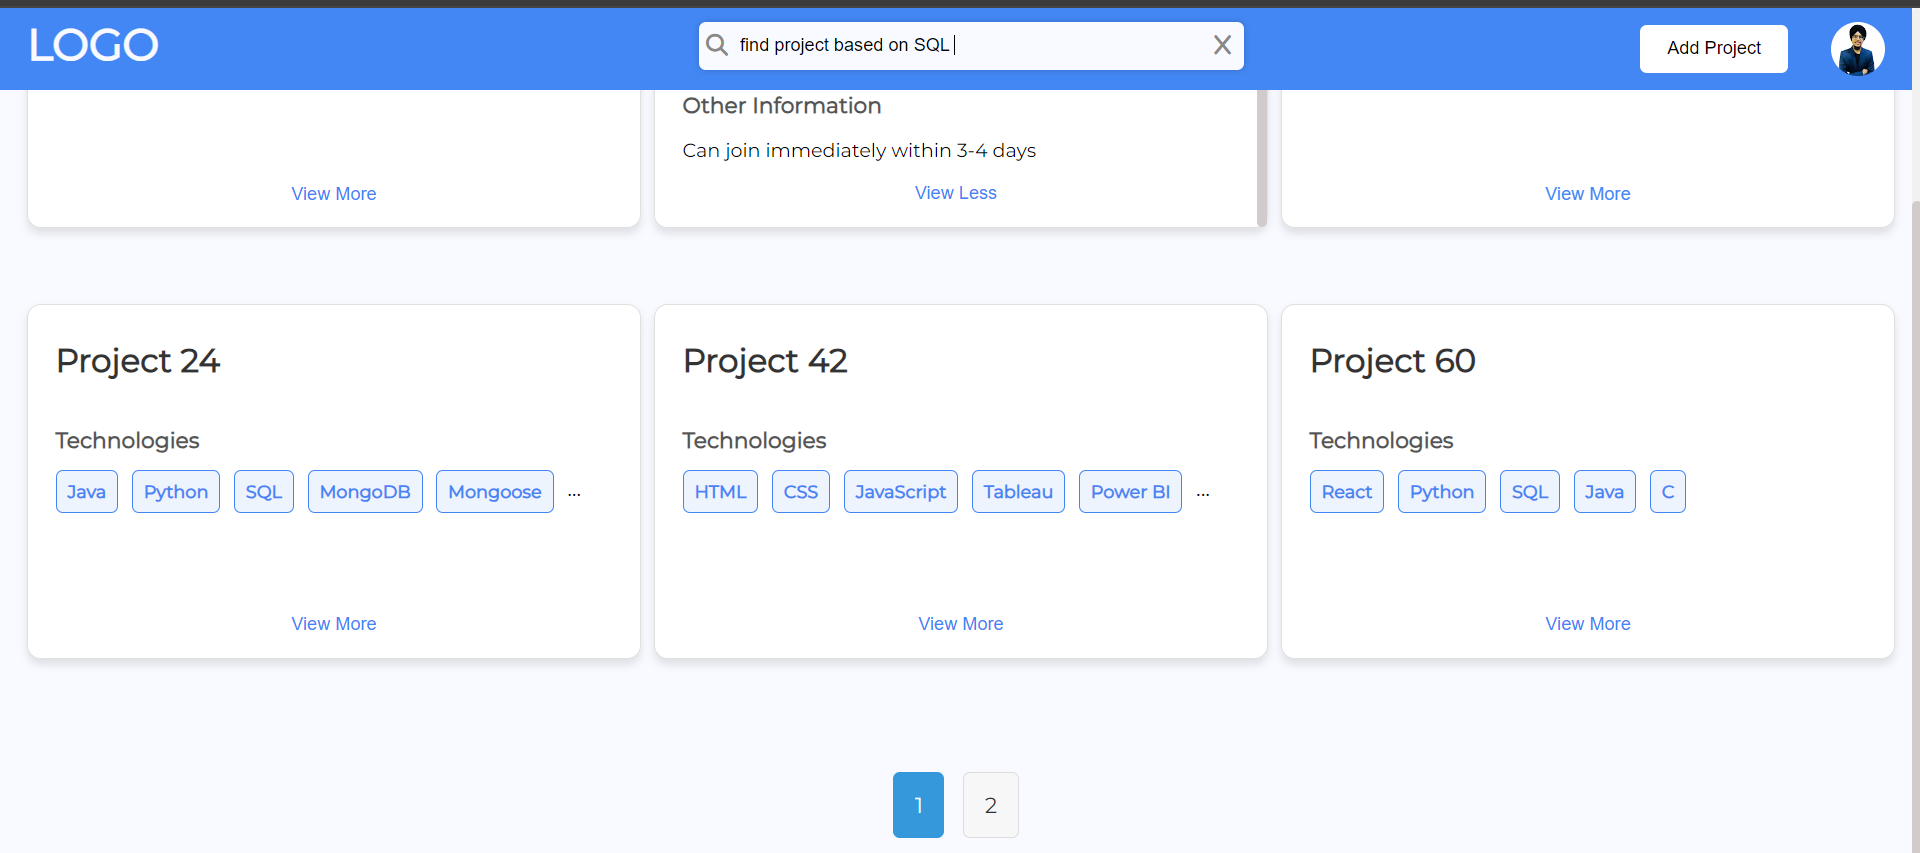 LOGO
find project based on SQL
X
Add Project
Other Information
Can join immediately within 3-4 days
View More
View Less
View More
Project 24
Technologies
Java Python SQL MongoDB Mongoose ...
View More
Project 42
Technologies
HTML CSS JavaScript Tableau Power BI ...
View More
Project 60
Technologies
React Python SQL Java C
View More
1 2